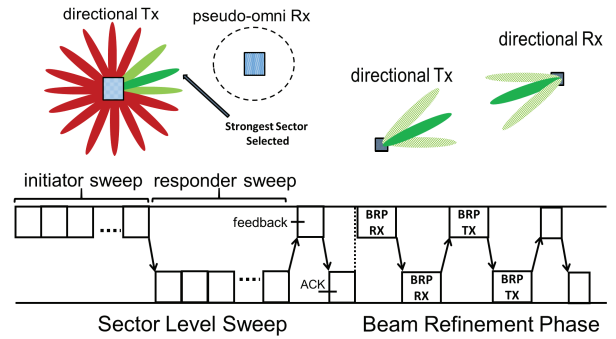 directional Tx
pseudo-omni Rx
Strongest Sector
Selected
directional Tx
directional Rx
initiator sweep
responder sweep
feedback
ACK
BRP
RX
BRP
RX
BRP
TX
BRP
TX
Sector Level Sweep
Beam Refinement Phase